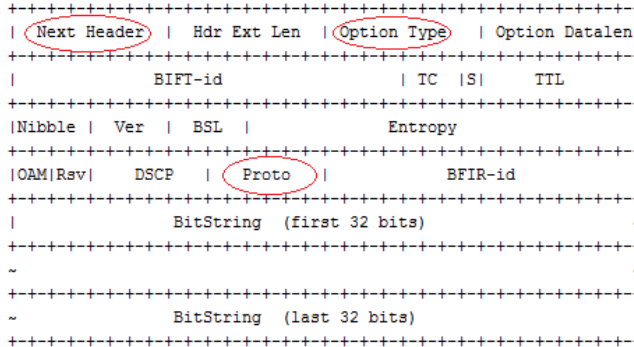 +-+-+-+-+-+-+-+-+-+-+-+-+-+-+-+-+-+-+-+-+-+-+-+-+-+-+-+-+-+-+-+-
| Next Header | Hdr Ext Len |Option Type | Option Datalen
+-+-+-+-+-+-+-+-+-+-+-+-+-+-+-+-+-+-+-+-+-+-+-+-+-+-+-+-+-+-+-+-
| BIFT-id | TC |S| TTL
+-+-+-+-+-+-+-+-+-+-+-+-+-+-+-+-+-+-+-+-+-+-+-+-+-+-+-+-+-+-+-+-
|Nibble | Ver | BSL | Entropy
+-+-+-+-+-+-+-+-+-+-+-+-+-+-+-+-+-+-+-+-+-+-+-+-+-+-+-+-+-+-+-+-
|OAM|Rsv| DSCP | Proto | BFIR-id
+-+-+-+-+-+-+-+-+-+-+-+-+-+-+-+-+-+-+-+-+-+-+-+-+-+-+-+-+-+-+-+-
| BitString (first 32 bits) ~
+-+-+-+-+-+-+-+-+-+-+-+-+-+-+-+-+-+-+-+-+-+-+-+-+-+-+-+-+-+-+-+-
~ ~
+-+-+-+-+-+-+-+-+-+-+-+-+-+-+-+-+-+-+-+-+-+-+-+-+-+-+-+-+-+-+-+-
~ BitString (last 32 bits)
+-+-+-+-+-+-+-+-+-+-+-+-+-+-+-+-+-+-+-+-+-+-+-+-+-+-+-+-+-+-+-+-